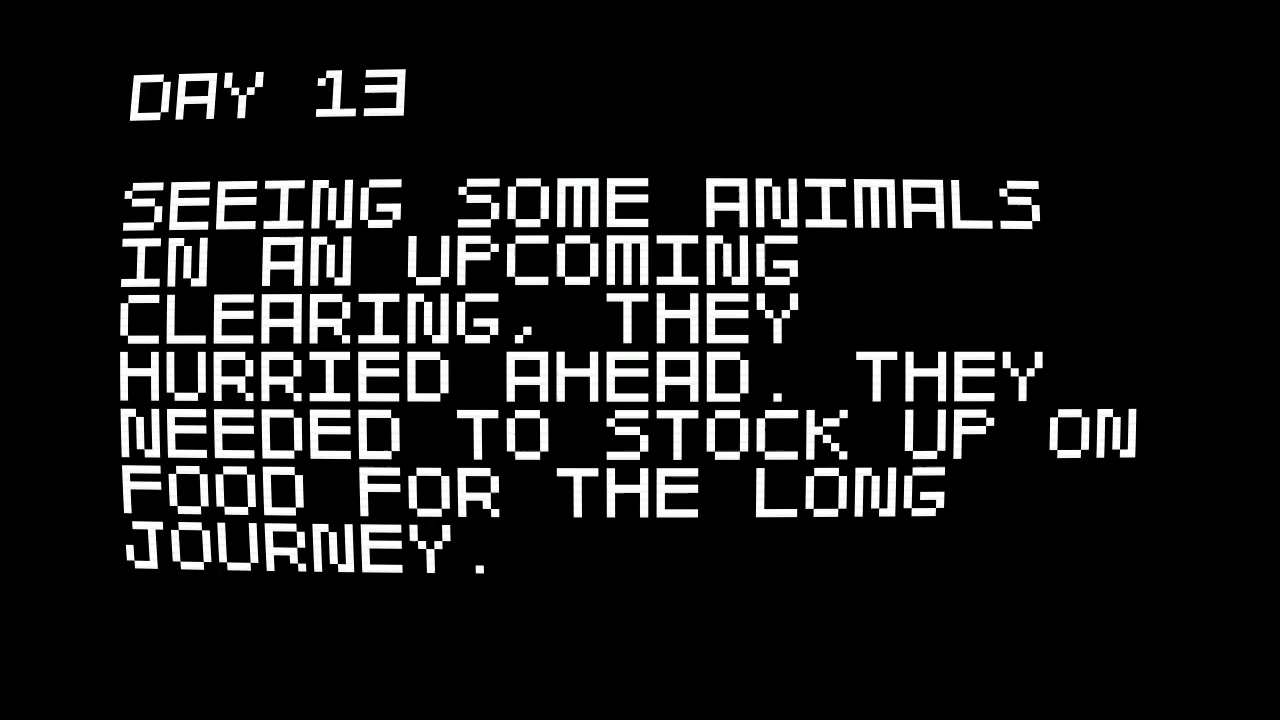 DAY 13
SEEING SOME ANIMALS
IN AN UPCOMING
CLEARING, THEY
HURRIED AHEAD. THEY
NEEDED TO STOCK UP ON
FOOD FOR THE LONG
JOURNEY.